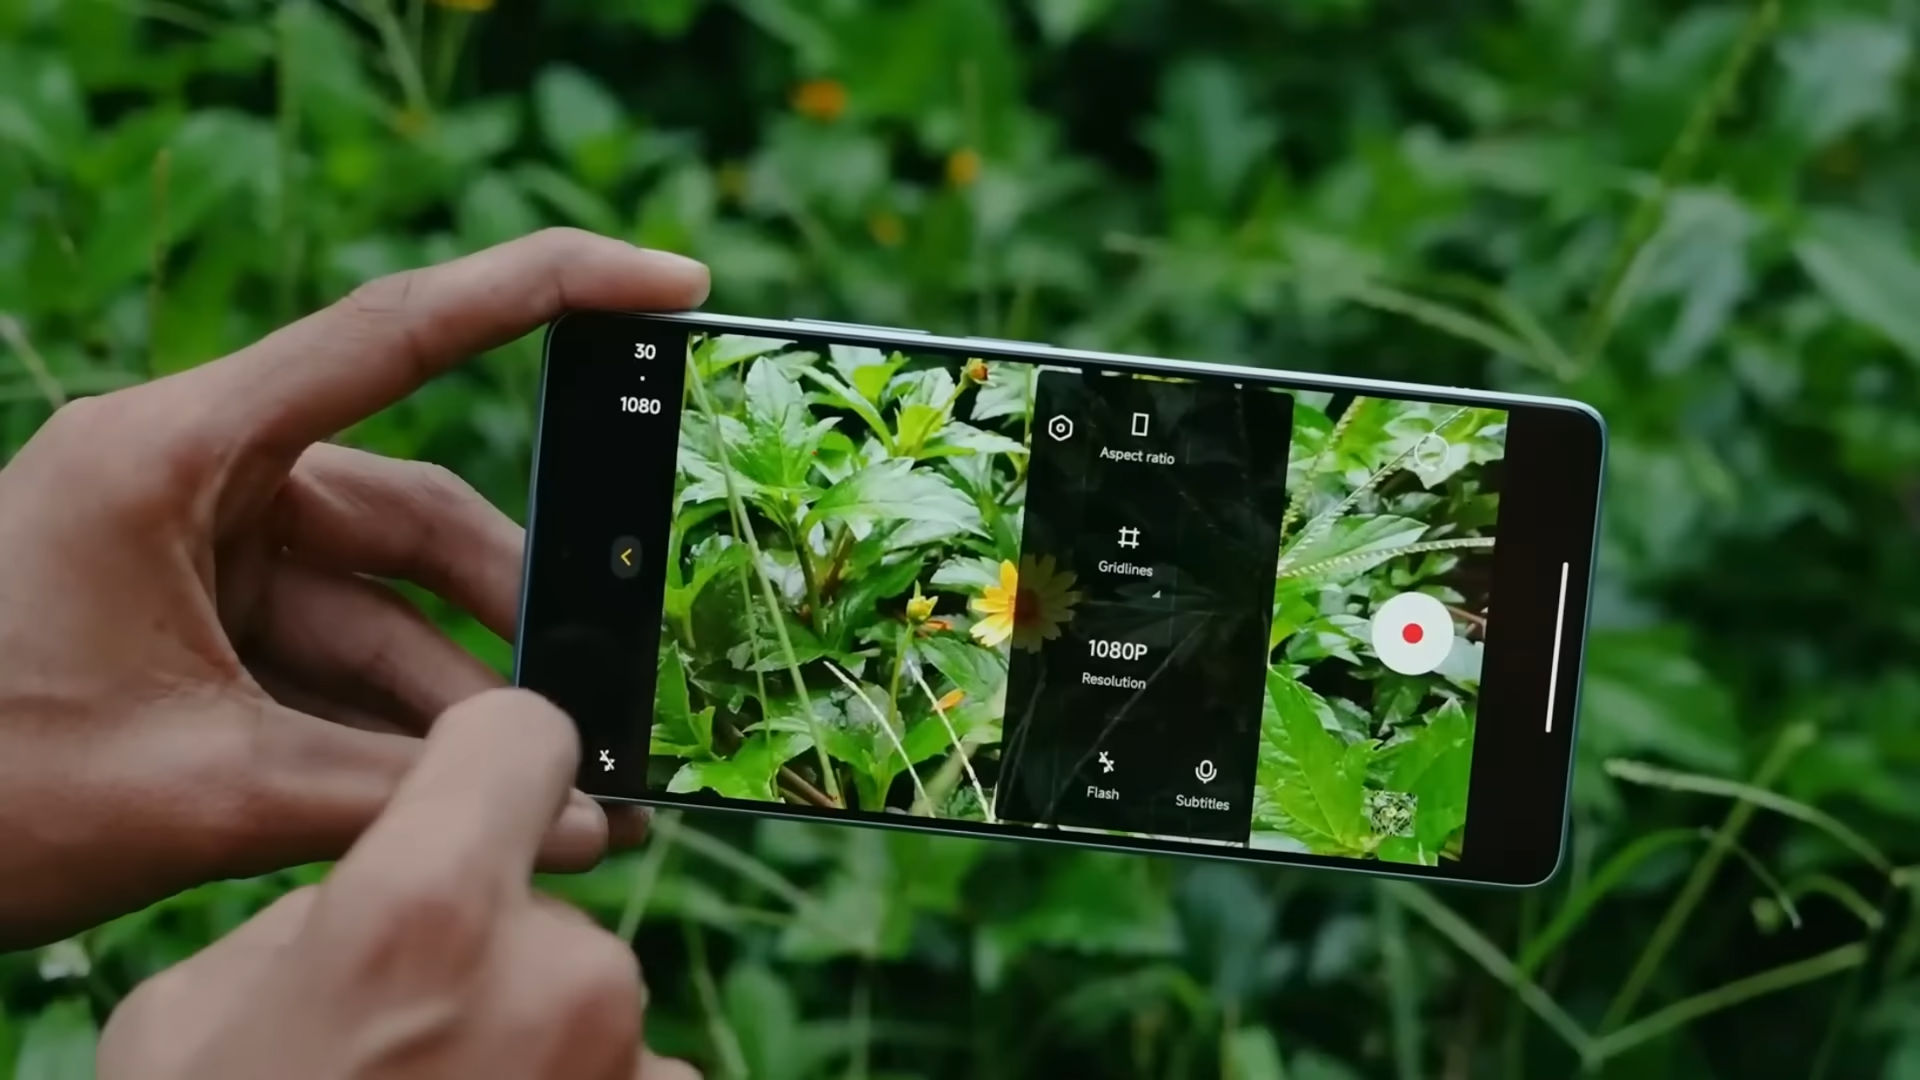 30
1080
Aspect ratio
Gridlines
1080P
Resolution
Flash
Subtitles